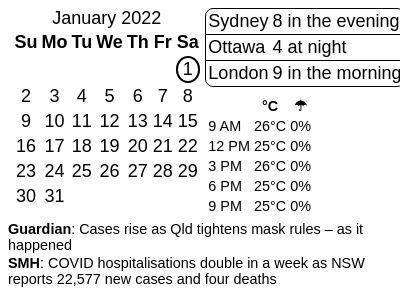 January 2022
Su Mo Tu We Th Fr Sa
1
2 3 4 5 6 7 8
9 10 11 12 13 14 15
16 17 18 19 20 21 22
23 24 25 26 27 28 29
30 31
Sydney 8 in the evening
Ottawa 4 at night
London 9 in the morning
°C ☂
9 AM 26°C 0%
12 PM 25°C 0%
3 PM 26°C 0%
6 PM 25°C 0%
9 PM 25°C 0%
Guardian: Cases rise as Qld tightens mask rules – as it
happened
SMH: COVID hospitalisations double in a week as NSW
reports 22,577 new cases and four deaths